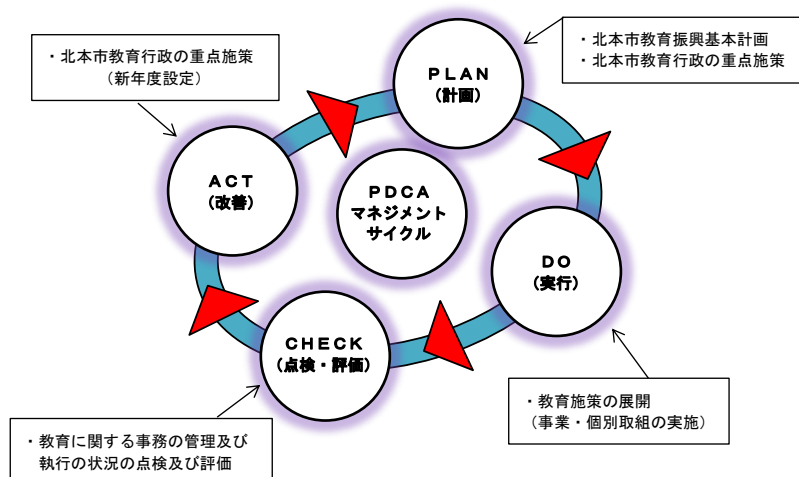 ・北本市教育行政の重点施策
（新年度設定）
PLAN
(計画)
・北本市教育振興基本計画
・北本市教育行政の重点施策
ACT
(改善)
PDCA
マネジメント
サイクル
DO
(実行)
CHECK
(点検・評価)
・教育施策の展開
（事業・個別取組の実施）
・教育に関する事務の管理及び
執行の状況の点検及び評価